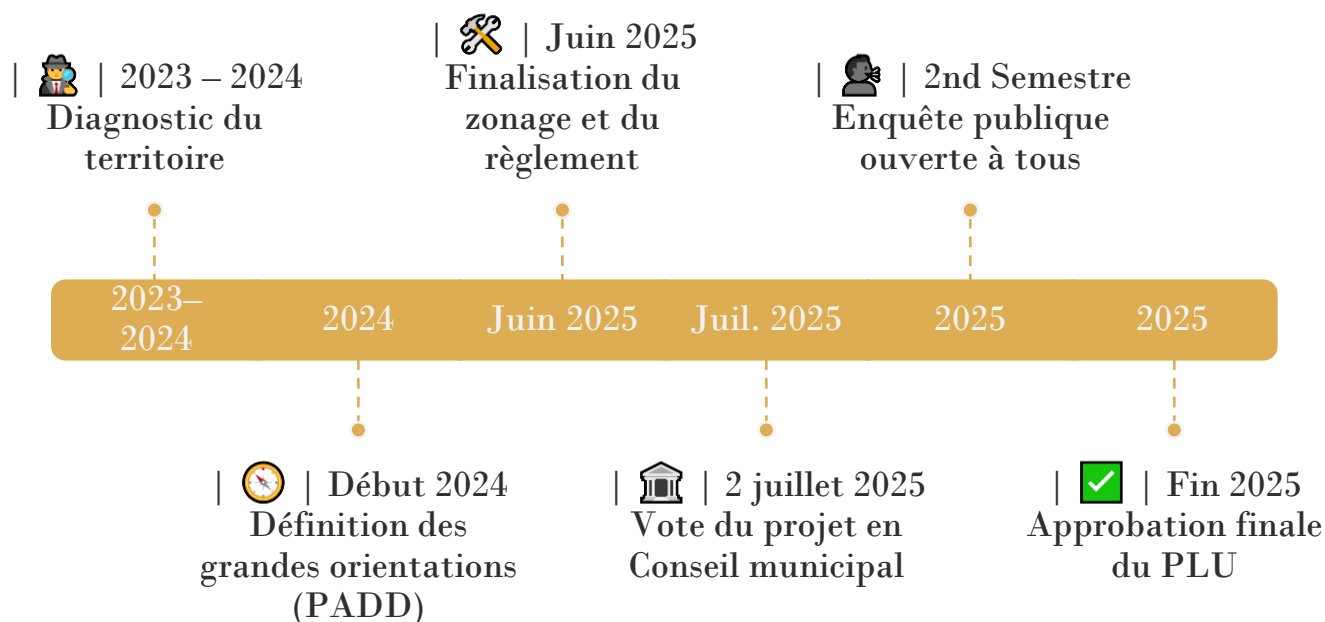 | 🕵️ | 2023 – 2024
Diagnostic du
territoire
| 🛠 | Juin 2025
Finalisation du
zonage et du
règlement
| 🗣 | 2nd Semestre
Enquête publique
ouverte à tous
2023–
2024
2024
Juin 2025
Juil. 2025
2025
2025
| 🧭 | Début 2024
Définition des
grandes orientations
(PADD)
| 🏛 | 2 juillet 2025
Vote du projet en
Conseil municipal
| ✅ | Fin 2025
Approbation finale
du PLU